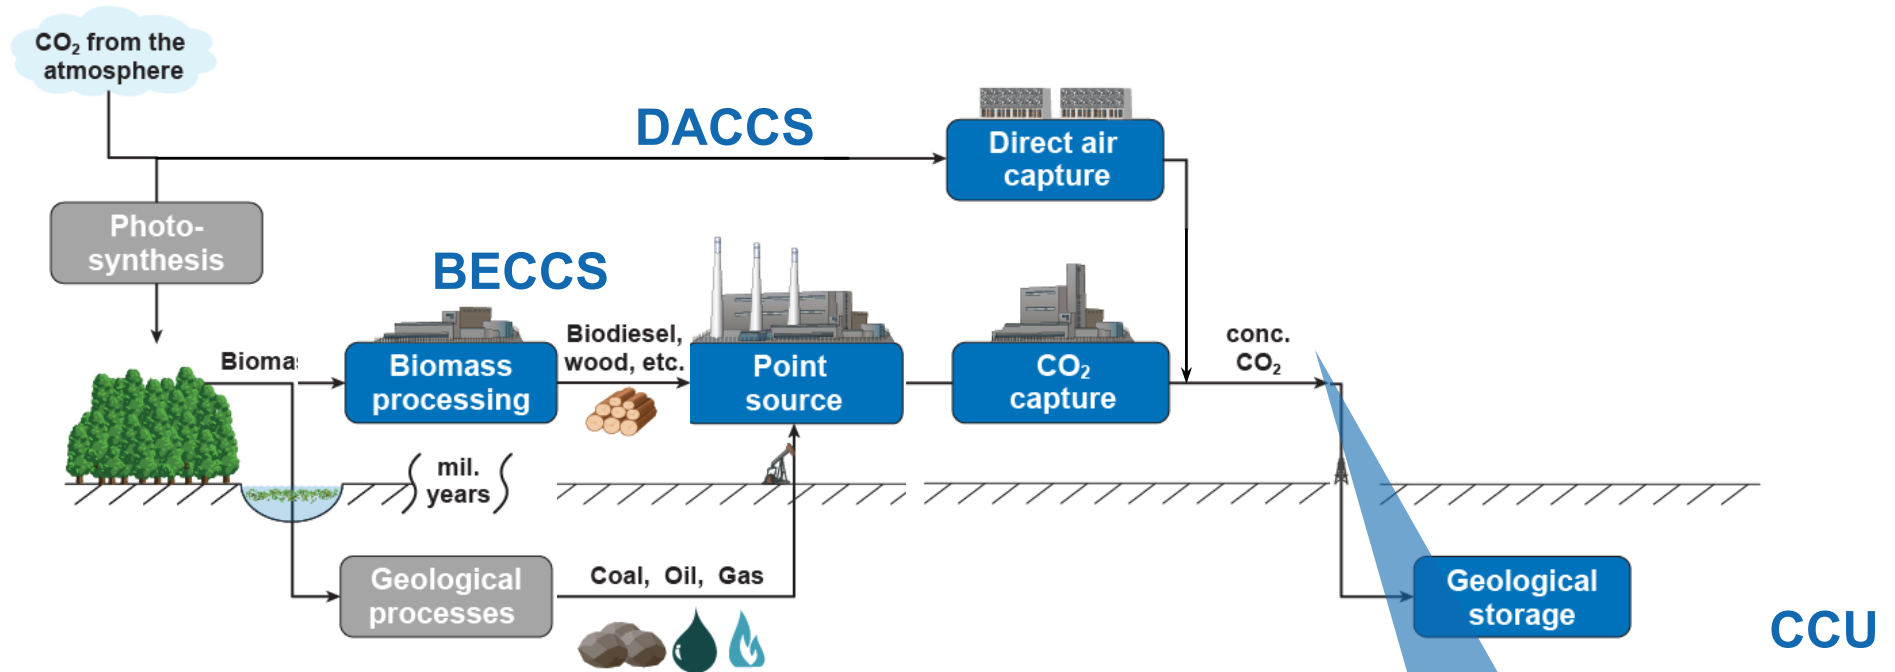 CO₂ from the
atmosphere
DACCS
Direct air
capture
Photo-
synthesis
BECCS
Biodiesel,
wood, etc.
conc.
CO₂
Biomas
Biomass
processing
Point
source
CO₂
capture
mil.
years
Geological
processes
Coal, Oil, Gas
Geological
storage
CCU